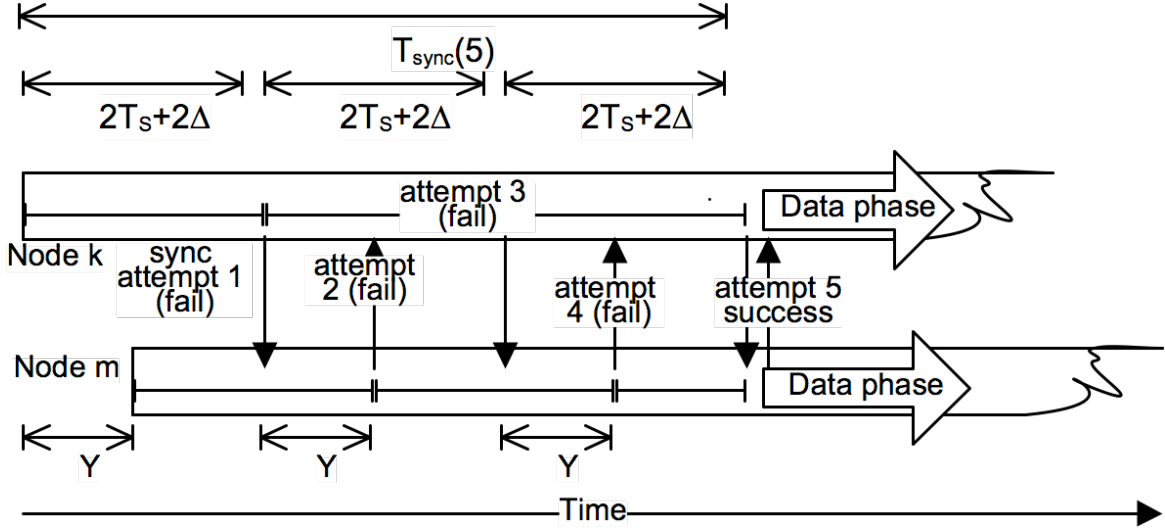 Tsync(5)
2TS+2Δ
2TS+2Δ
2TS+2Δ
attempt 3
(fail)
Data phase
Node k
sync
attempt 1
(fail)
attempt
2 (fail)
attempt
4 (fail)
attempt 5
success
Node m
Data phase
Y
Y
Y
Time